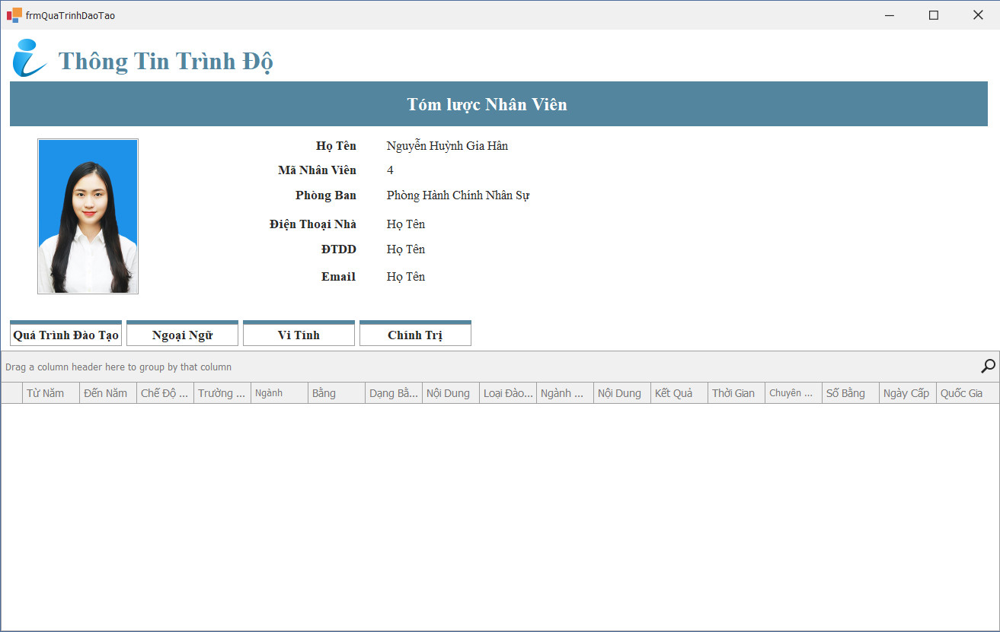 frmQuaTrinhDaoTao
Thông Tin Trình Độ
Tóm lược Nhân Viên
Họ Tên Nguyễn Huỳnh Gia Hân
Mã Nhân Viên 4
Phòng Ban Phòng Hành Chính Nhân Sự
Điện Thoại Nhà Họ Tên
ĐTDD Họ Tên
Email Họ Tên
Quá Trình Đào Tạo Ngoại Ngữ Vi Tính Chính Trị
Drag a column header here to group by that column
Từ Năm Đến Năm Chế Độ ... Trường ... Ngành Bằng Dạng Bằ... Nội Dung Loại Đào... Ngành ... Nội Dung Kết Quả Thời Gian Chuyên ... Số Bằng Ngày Cấp Quốc Gia